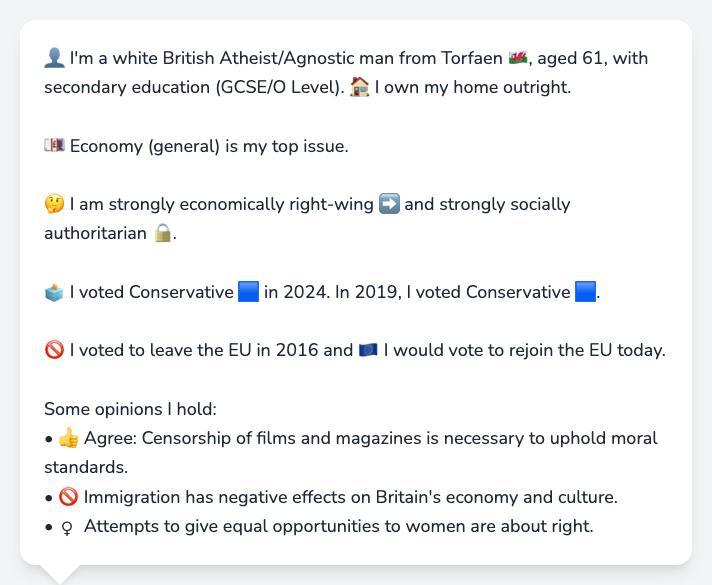 👤 I'm a white British Atheist/Agnostic man from Torfaen 🏴󠁧󠁢󠁷󠁬󠁳󠁿, aged 61, with
secondary education (GCSE/O Level). 🏠 I own my home outright.
💷 Economy (general) is my top issue.
🤔 I am strongly economically right-wing ➡️ and strongly socially
authoritarian 🔒.
🗳️ I voted Conservative 🟦 in 2024. In 2019, I voted Conservative 🟦.
🚫 I voted to leave the EU in 2016 and 🇪🇺 I would vote to rejoin the EU today.
Some opinions I hold:
• 👍 Agree: Censorship of films and magazines is necessary to uphold moral
standards.
• 🚫 Immigration has negative effects on Britain's economy and culture.
• ♀ Attempts to give equal opportunities to women are about right.